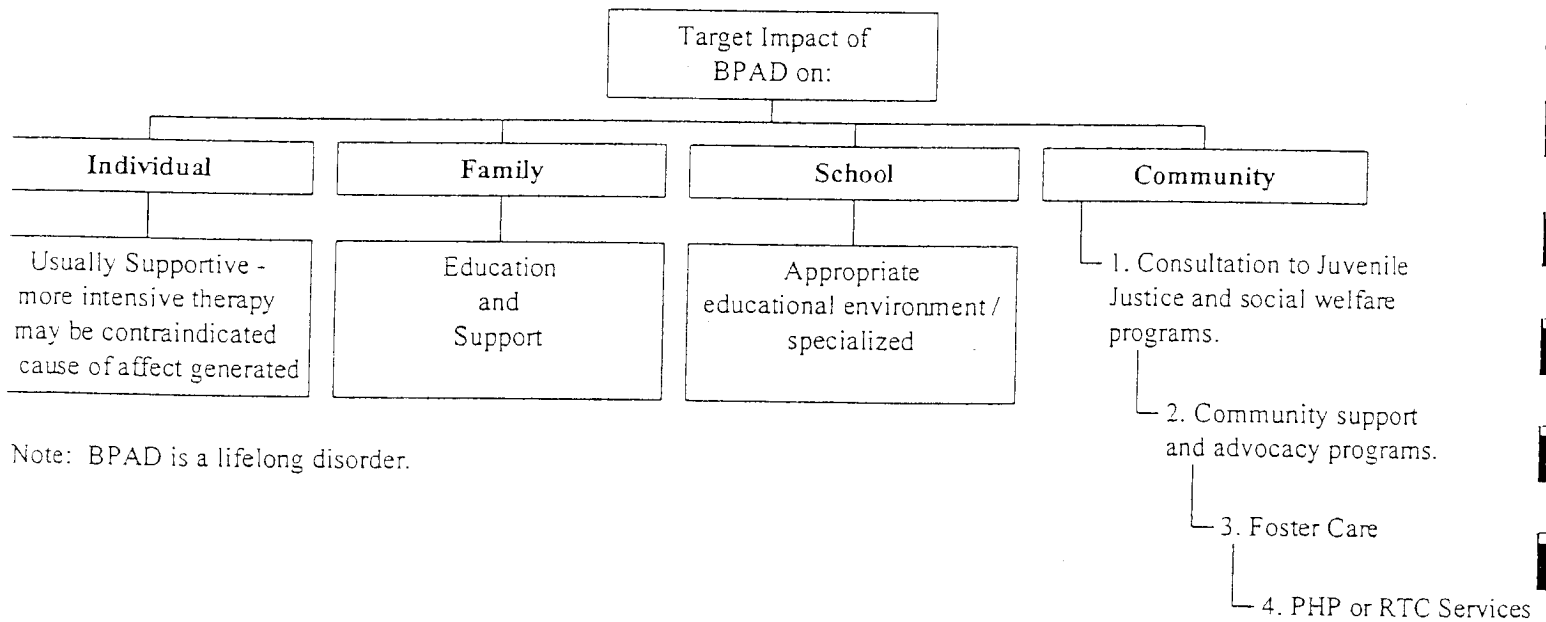 Target Impact of
BPAD on:
Individual
Family
School
Community
Usually Supportive -
more intensive therapy
may be contraindicated
cause of affect generated
Education
and
Support
Appropriate
educational environment /
specialized
1. Consultation to Juvenile
Justice and social welfare
programs.
2. Community support
and advocacy programs.
3. Foster Care
4. PHP or RTC Services
Note: BPAD is a lifelong disorder.